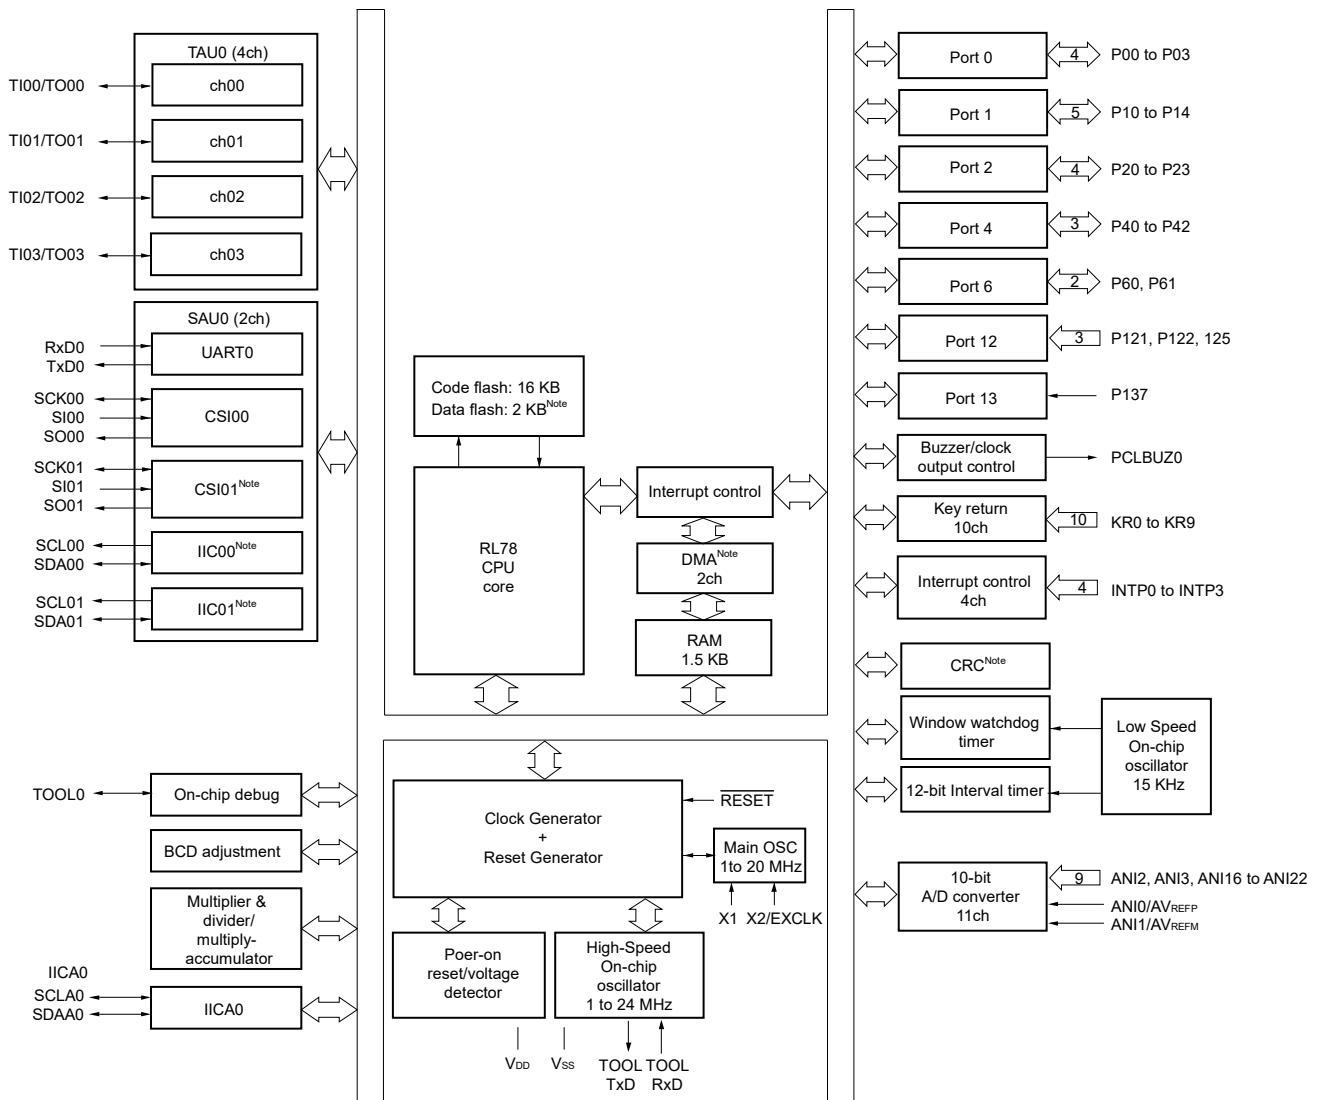 TAU0 (4ch)
TI00/TO00
ch00
TI01/TO01
ch01
TI02/TO02
ch02
TI03/TO03
ch03
SAU0 (2ch)
RxD0
TxD0
UART0
SCK00
SI00
SO00
CSI00
SCK01
SI01
SO01
CSI01Note
SCL00
SDA00
IIC00Note
SCL01
SDA01
IIC01Note
TOOL0
On-chip debug
BCD adjustment
Multiplier &
divider/
multiply-
accumulator
IICA0
SCLA0
SDAA0
IICA0
Code flash: 16 KB
Data flash: 2 KBNote
RL78
CPU
core
Interrupt control
DMANote
2ch
RAM
1.5 KB
Clock Generator
+
Reset Generator
RESET
Main OSC
1to 20 MHz
X1 X2/EXCLK
Poer-on
reset/voltage
detector
High-Speed
On-chip
oscillator
1 to 24 MHz
VDD
VSS
TOOL
TxD
TOOL
RxD
Port 0
4
P00 to P03
Port 1
5
P10 to P14
Port 2
4
P20 to P23
Port 4
3
P40 to P42
Port 6
2
P60, P61
Port 12
3
P121, P122, 125
Port 13
P137
Buzzer/clock
output control
PCLBUZ0
Key return
10ch
10
KR0 to KR9
Interrupt control
4ch
4
INTP0 to INTP3
CRCNote
Window watchdog
timer
12-bit Interval timer
Low Speed
On-chip
oscillator
15 KHz
10-bit
A/D converter
11ch
9
ANI2, ANI3, ANI16 to ANI22
ANI0/AVREFP
ANI1/AVREFM